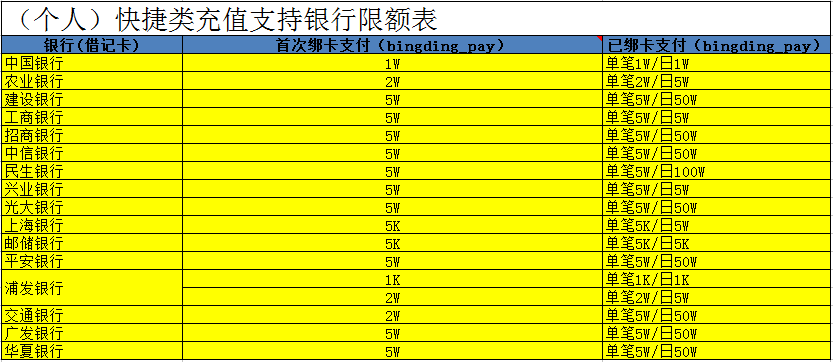 （个人）快捷类充值支持银行限额表
银行(借记卡) 首次绑卡支付（bingding_pay） 已绑卡支付（bingding_pay）
中国银行 1W 单笔1W/日1W
农业银行 2W 单笔2W/日5W
建设银行 5W 单笔5W/日50W
工商银行 5W 单笔5W/日5W
招商银行 5W 单笔5W/日50W
中信银行 5W 单笔5W/日50W
民生银行 5W 单笔5W/日100W
兴业银行 5W 单笔5W/日5W
光大银行 5W 单笔5W/日50W
上海银行 5K 单笔5K/日5W
邮储银行 5K 单笔5K/日5K
平安银行 5W 单笔5W/日50W
浦发银行 1K 单笔1K/日1K
2W 单笔2W/日5W
交通银行 2W 单笔5W/日50W
广发银行 5W 单笔5W/日50W
华夏银行 5W 单笔5W/日50W